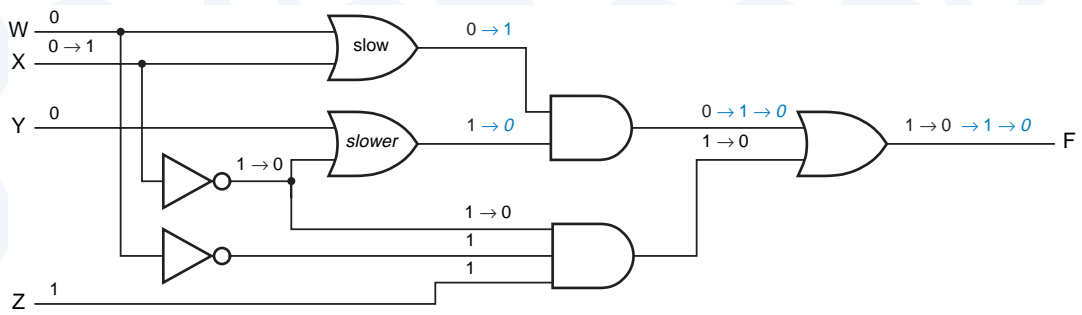 W 0
0 → 1
X
slow
0 → 1
Y 0
slower
1 → 0
0 → 1 → 0
1 → 0
1 → 0 → 1 → 0
F
1 → 0
1 → 0
1
1
Z 1